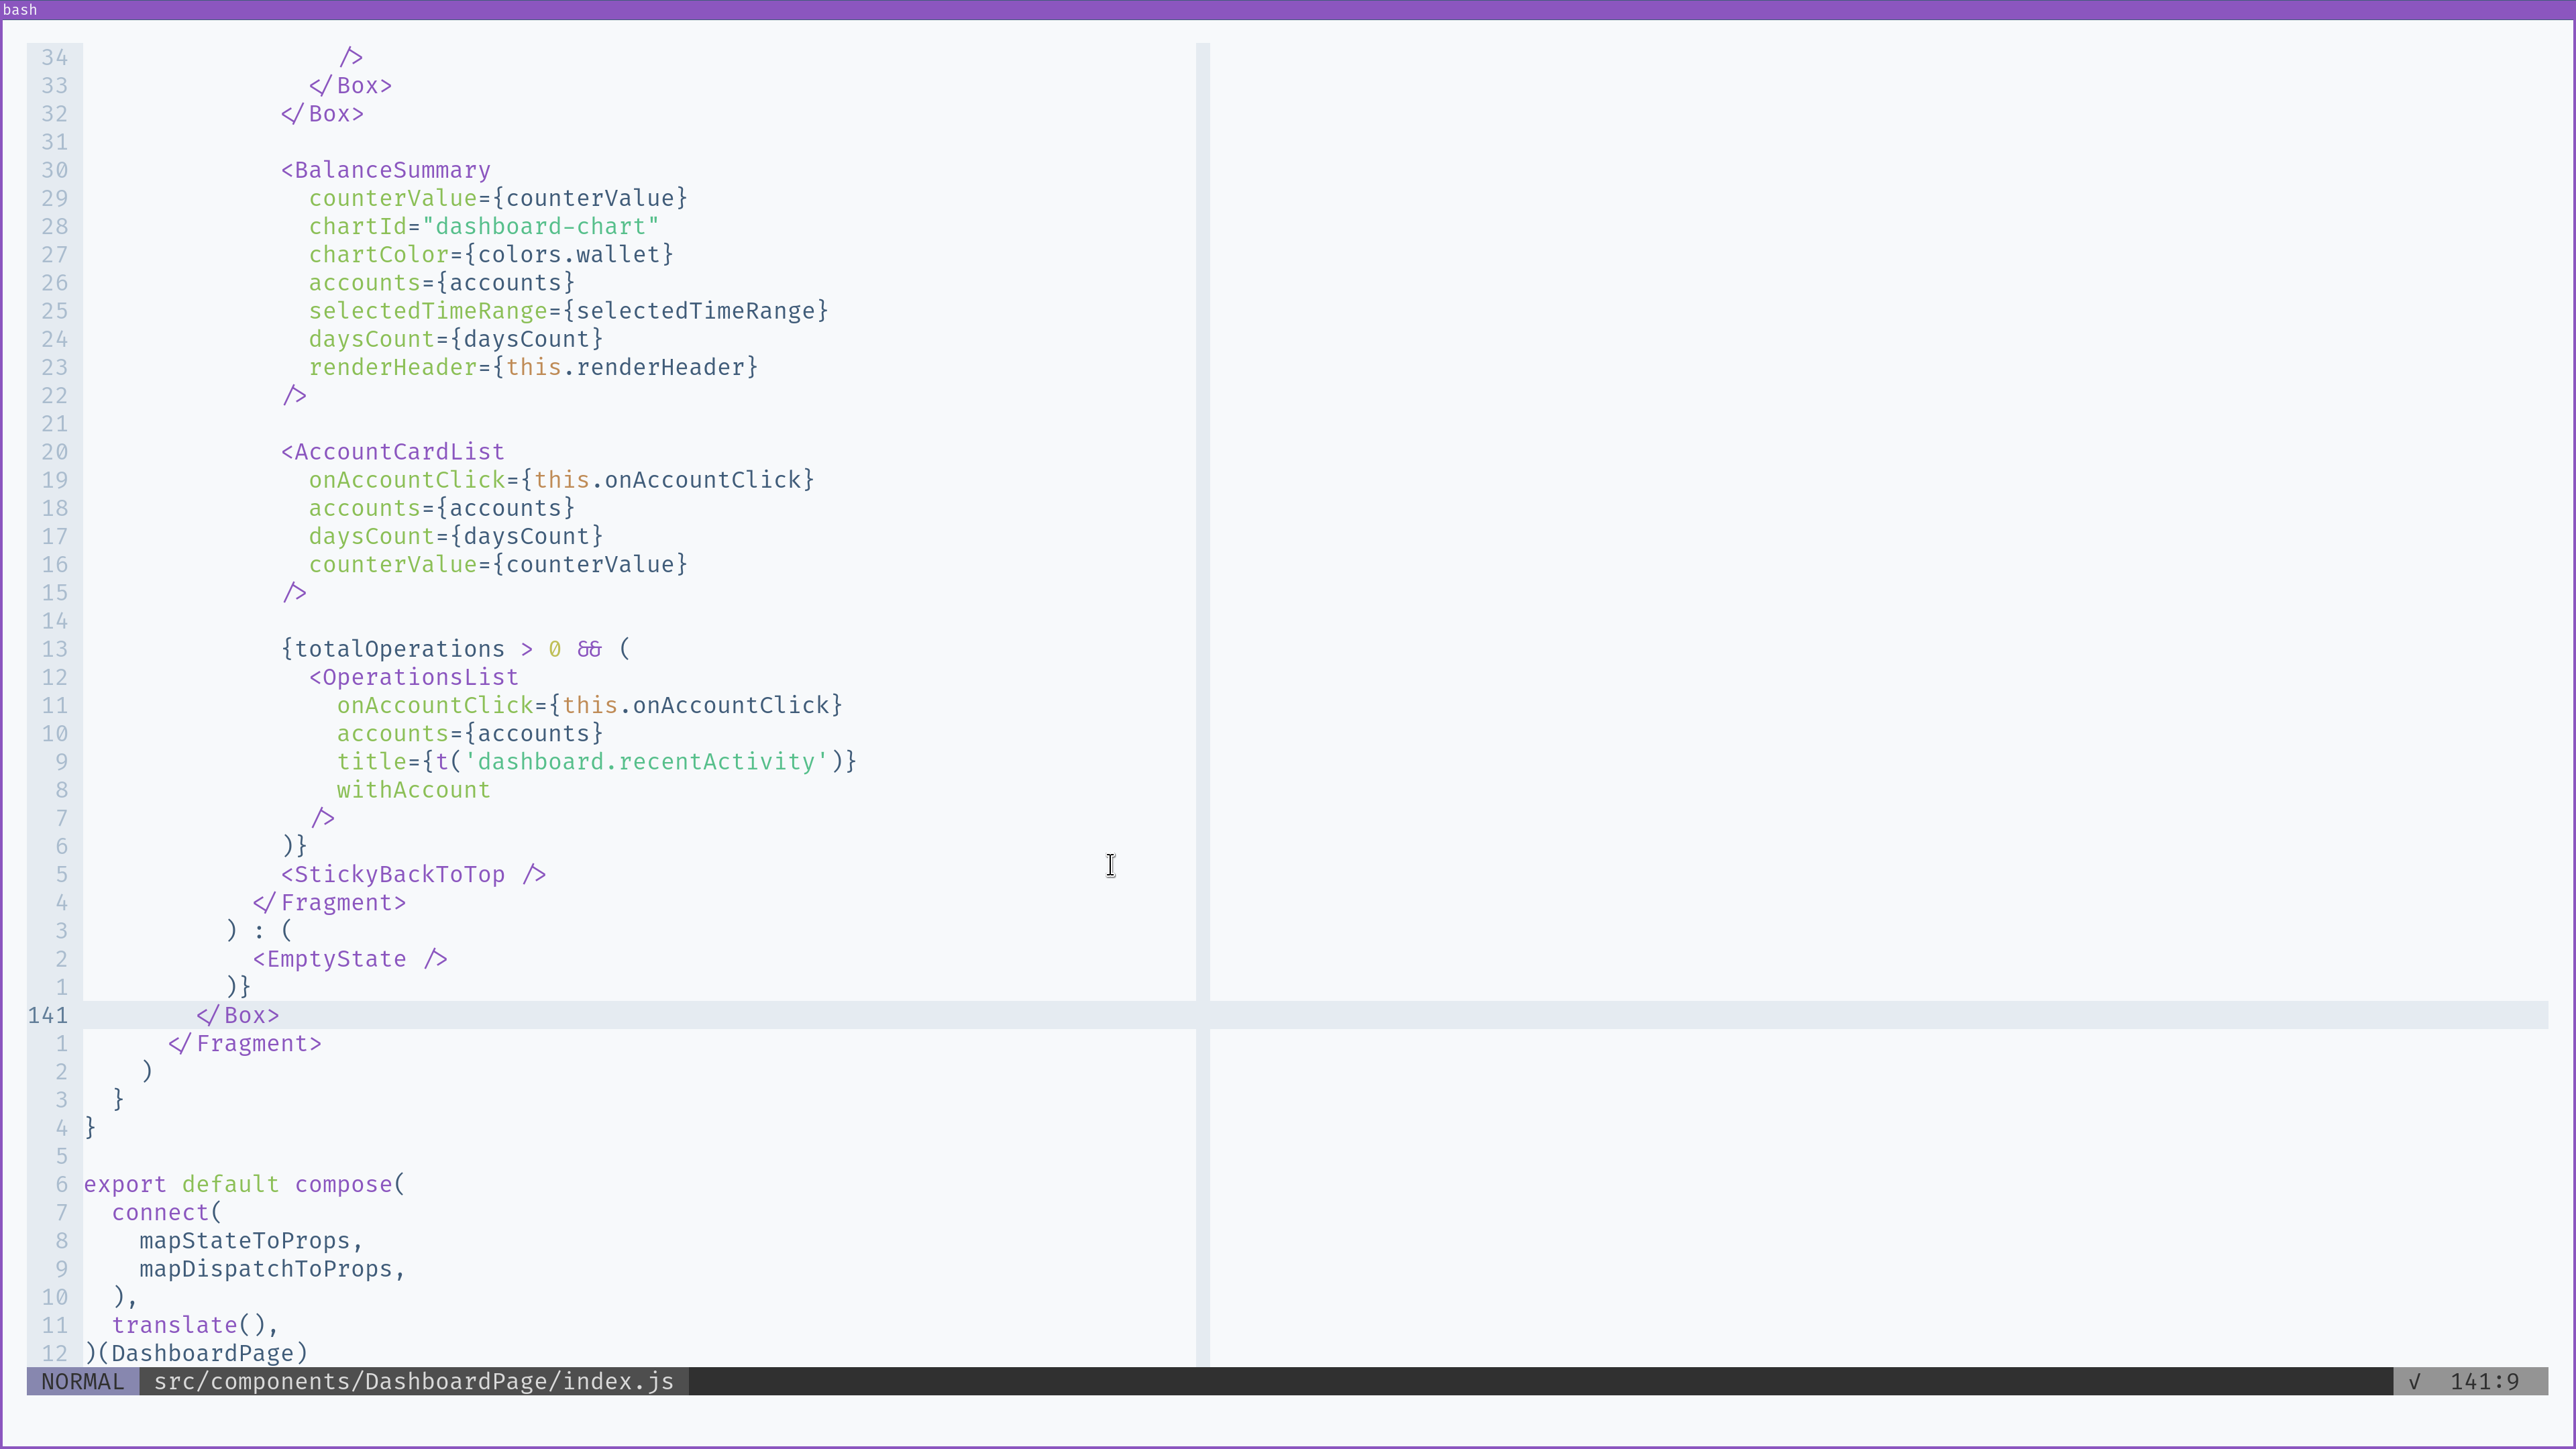 bash
34                   />
33                 </Box>
32               </Box>
31
30               <BalanceSummary
29                 counterValue={counterValue}
28                 chartId="dashboard-chart"
27                 chartColor={colors.wallet}
26                 accounts={accounts}
25                 selectedTimeRange={selectedTimeRange}
24                 daysCount={daysCount}
23                 renderHeader={this.renderHeader}
22               />
21
20               <AccountCardList
19                 onAccountClick={this.onAccountClick}
18                 accounts={accounts}
17                 daysCount={daysCount}
16                 counterValue={counterValue}
15               />
14
13               {totalOperations > 0 && (
12                 <OperationsList
11                   onAccountClick={this.onAccountClick}
10                   accounts={accounts}
9                   title={t('dashboard.recentActivity')}
8                   withAccount
7                 />
6               )}
5               <StickyBackToTop />
4             </Fragment>
3           ) : (
2             <EmptyState />
1           )}
141         </Box>
1       </Fragment>
2     )
3   }
4 }
5
6 export default compose(
7   connect(
8     mapStateToProps,
9     mapDispatchToProps,
10   ),
11   translate(),
12 )(DashboardPage)
NORMAL src/components/DashboardPage/index.js √ 141:9